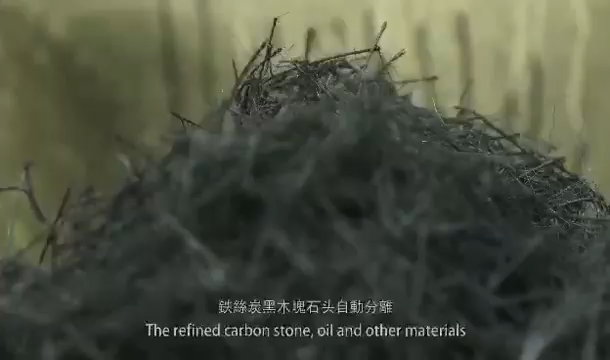 鉄絲炭黑木塊石头自動分離
The refined carbon stone, oil and other materials